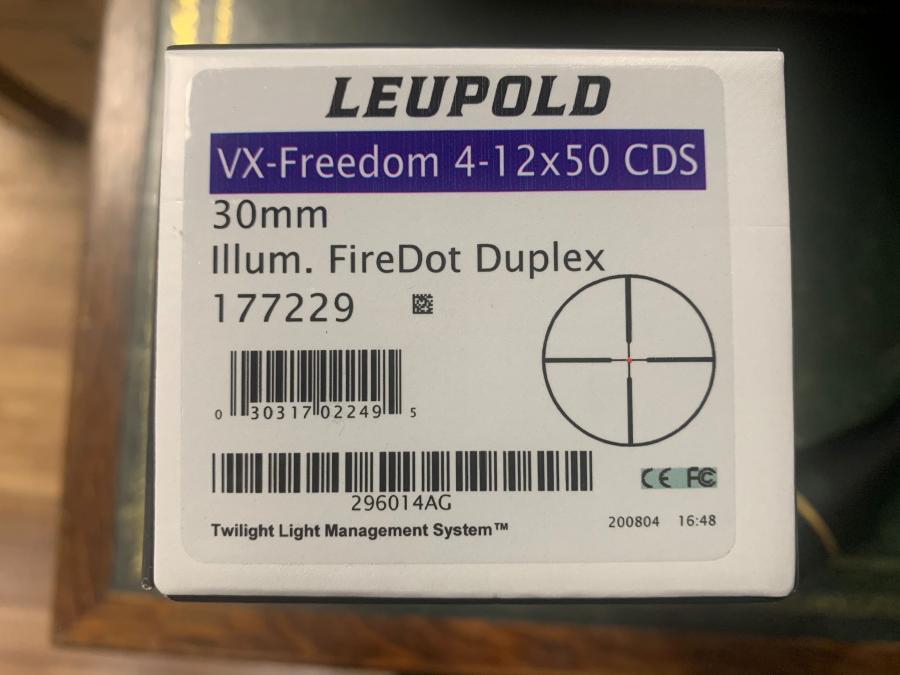 LEUPOLD
VX-Freedom 4-12x50 CDS
30mm
Illum. FireDot Duplex
177229
0 30317 02249 5
296014AG
CE FC
Twilight Light Management System™
200804 16:48